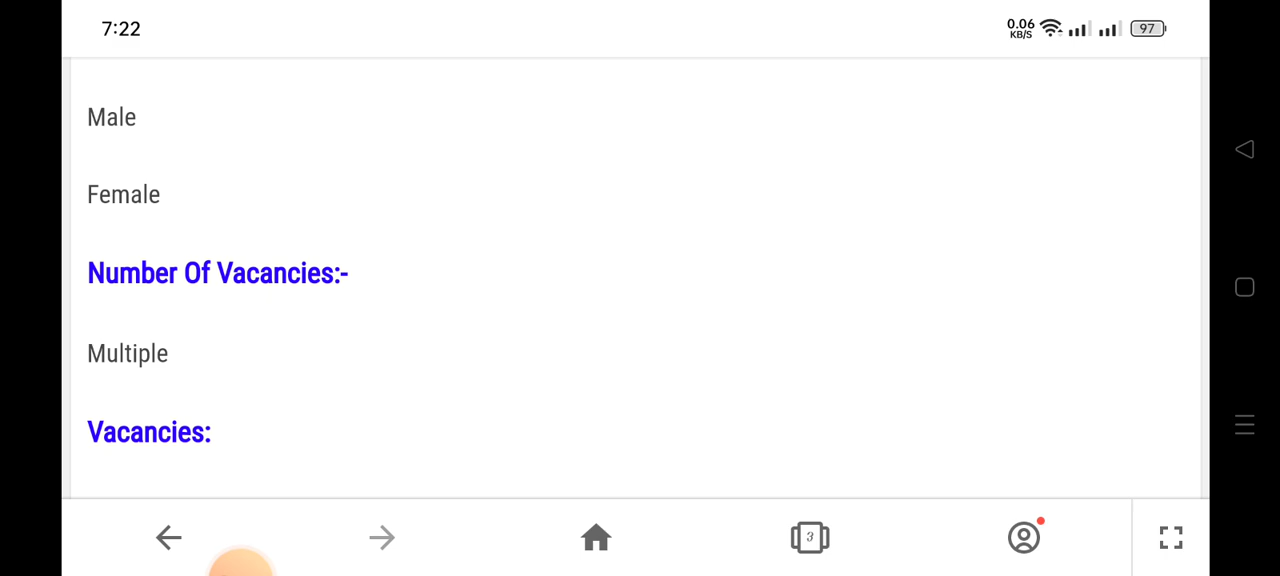 7:22
0.06
KB/S
97
Male
Female
Number Of Vacancies:-
Multiple
Vacancies:
3